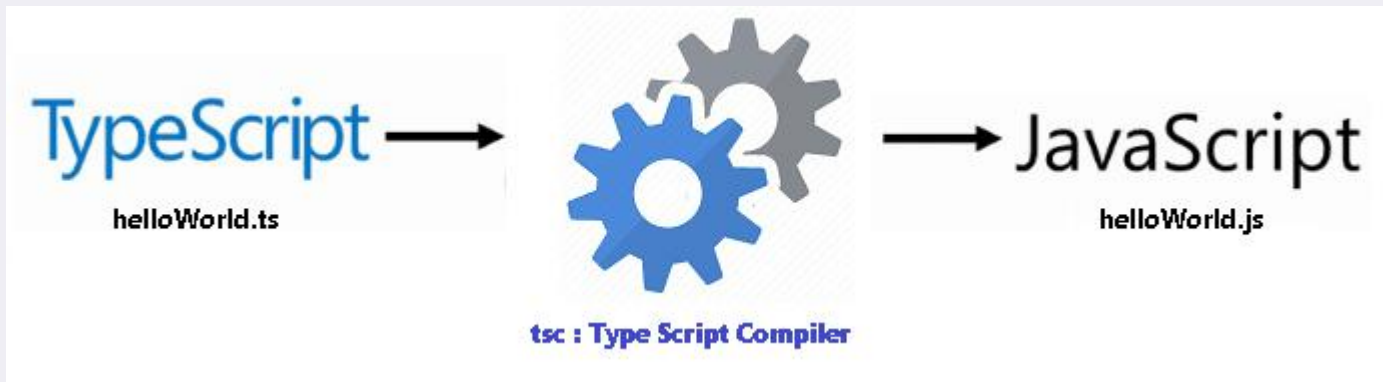 TypeScript
helloWorld.ts
tsc : Type Script Compiler
JavaScript
helloWorld.js